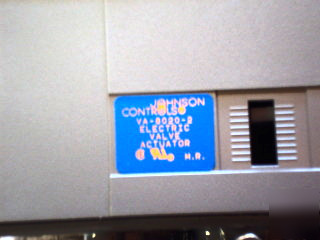 JOHNSON
CONTROLS
VA-8020-2
ELECTRIC
VALVE
ACTUATOR
M.R.